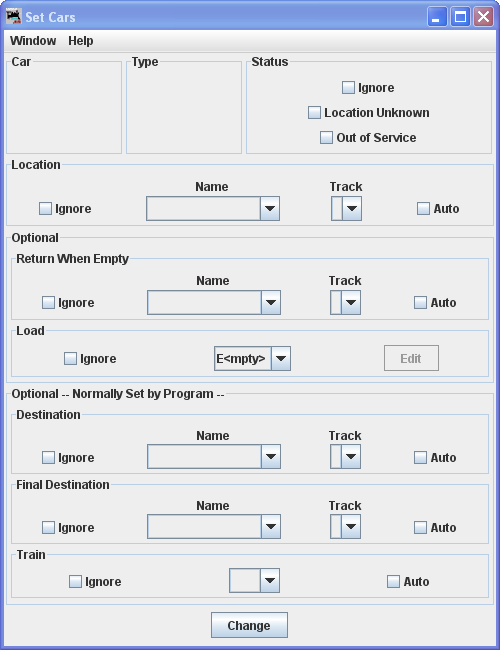 Set Cars
Window Help
Car Type Status
Ignore
Location Unknown
Out of Service
Location
Name Track
Ignore Auto
Optional
Return When Empty
Name Track
Ignore Auto
Load
Ignore E<mpty> Edit
Optional -- Normally Set by Program --
Destination
Name Track
Ignore Auto
Final Destination
Name Track
Ignore Auto
Train
Ignore Auto
Change